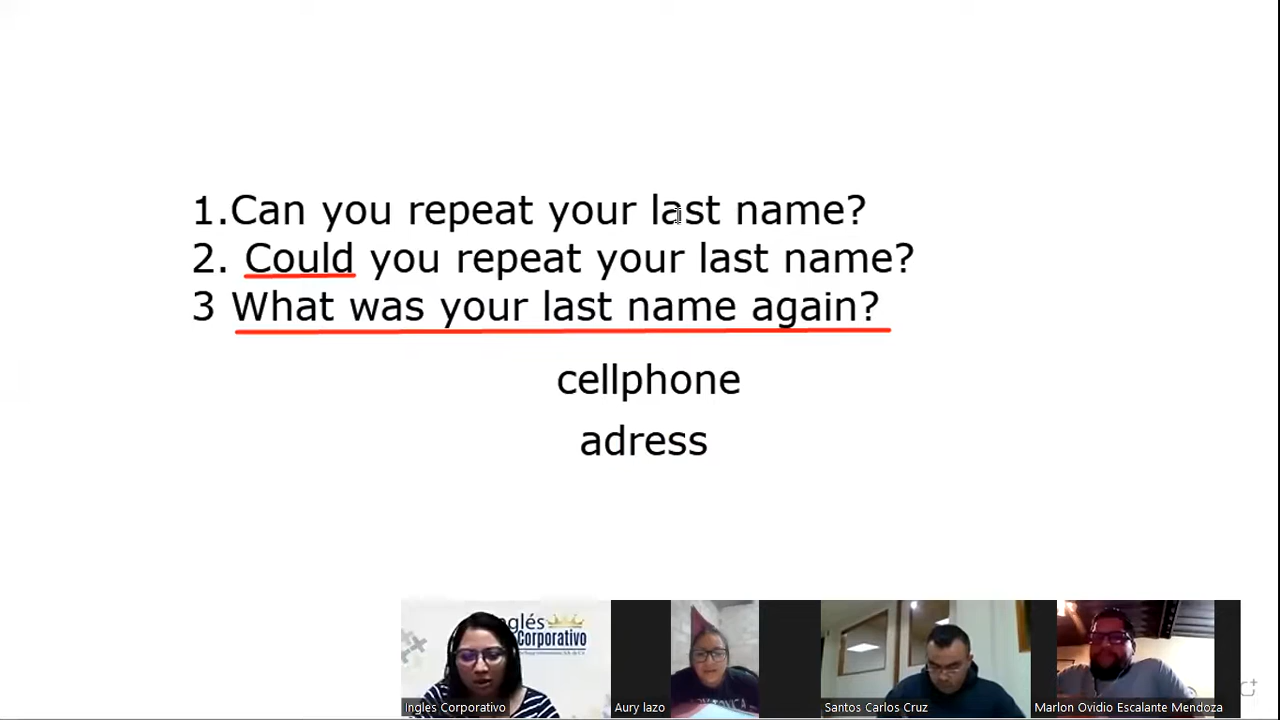 1.Can you repeat your last name?
2. Could you repeat your last name?
3 What was your last name again?
cellphone
adress
Inglés
Corporativo
Ingles Corporativo
Aury lazo
Santos Carlos Cruz
Marlon Ovidio Escalante Mendoza